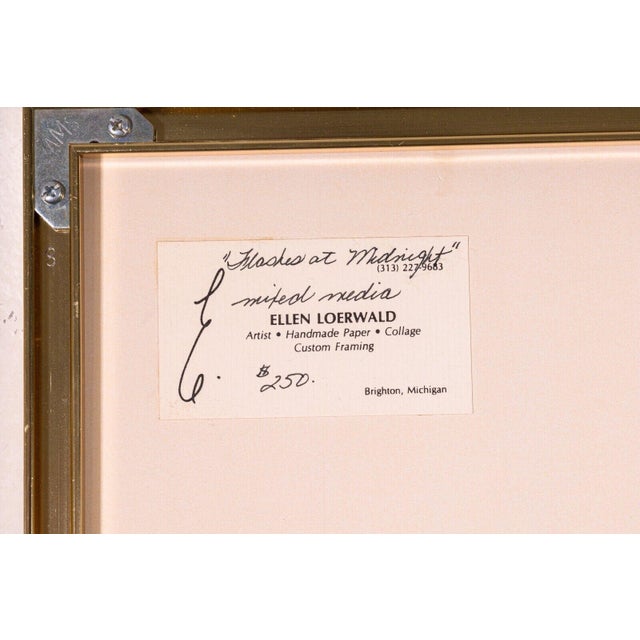 "Flashes at Midnight"
(313) 227-9683
mixed media
ELLEN LOERWALD
Artist • Handmade Paper • Collage
Custom Framing
$250.
Brighton, Michigan
S